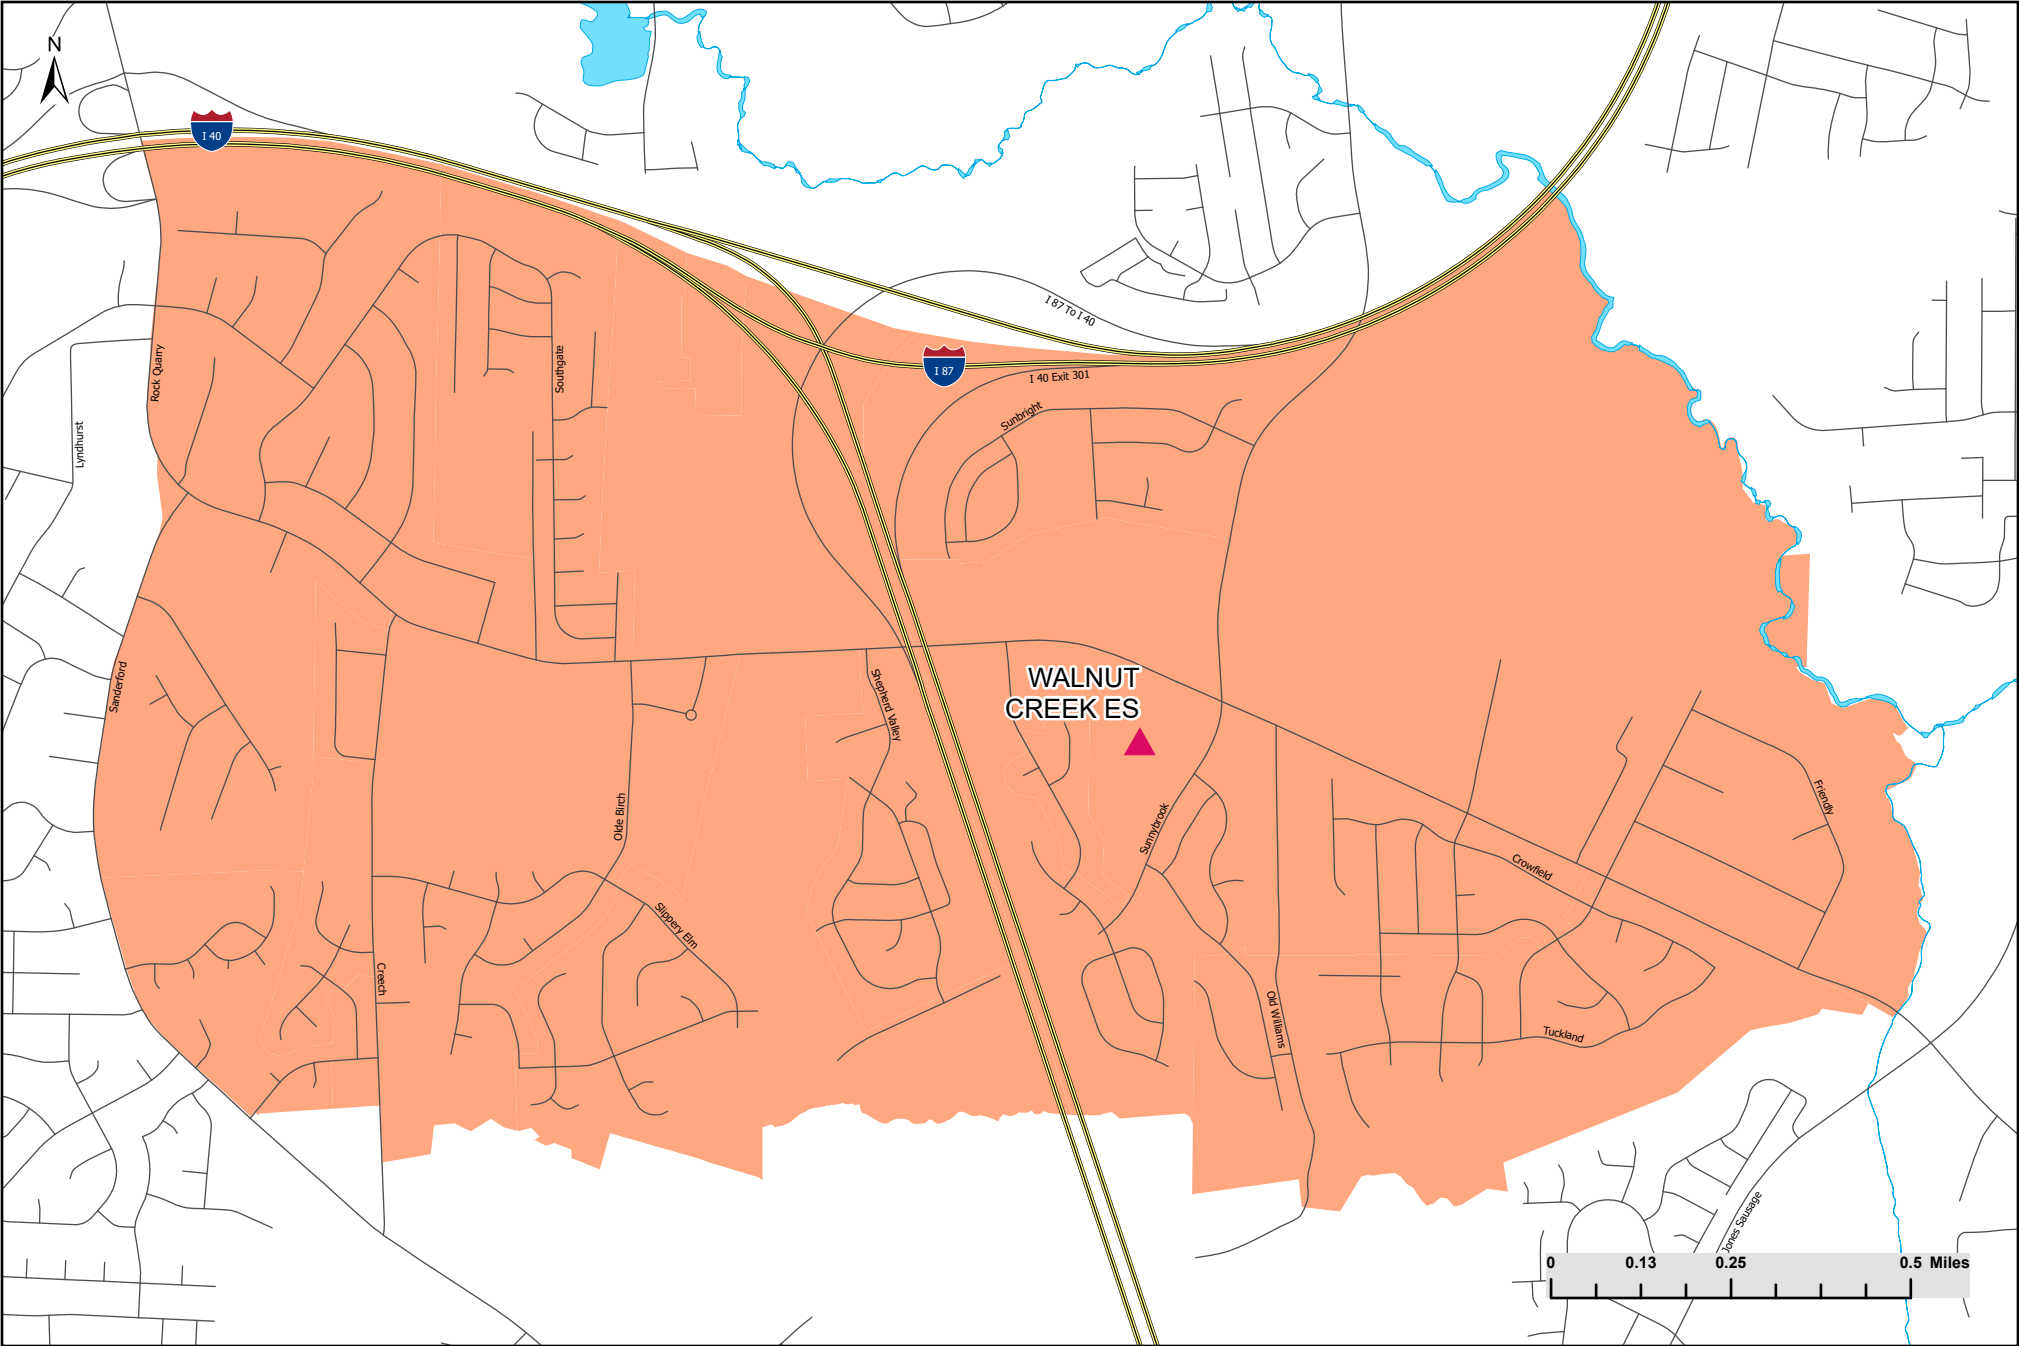 N
I 40
I 87 To I 40
I 87
I 40 Exit 301
Rock Quarry
Southgate
Sunbright
Lyndhurst
WALNUT
CREEK ES
Sanderford
Shepherd Valley
Olde Birch
Sunnybrook
Friendly
Crowfield
Slippery Elm
Creech
Old Williams
Tuckland
Jones Sausage
0 0.13 0.25 0.5 Miles